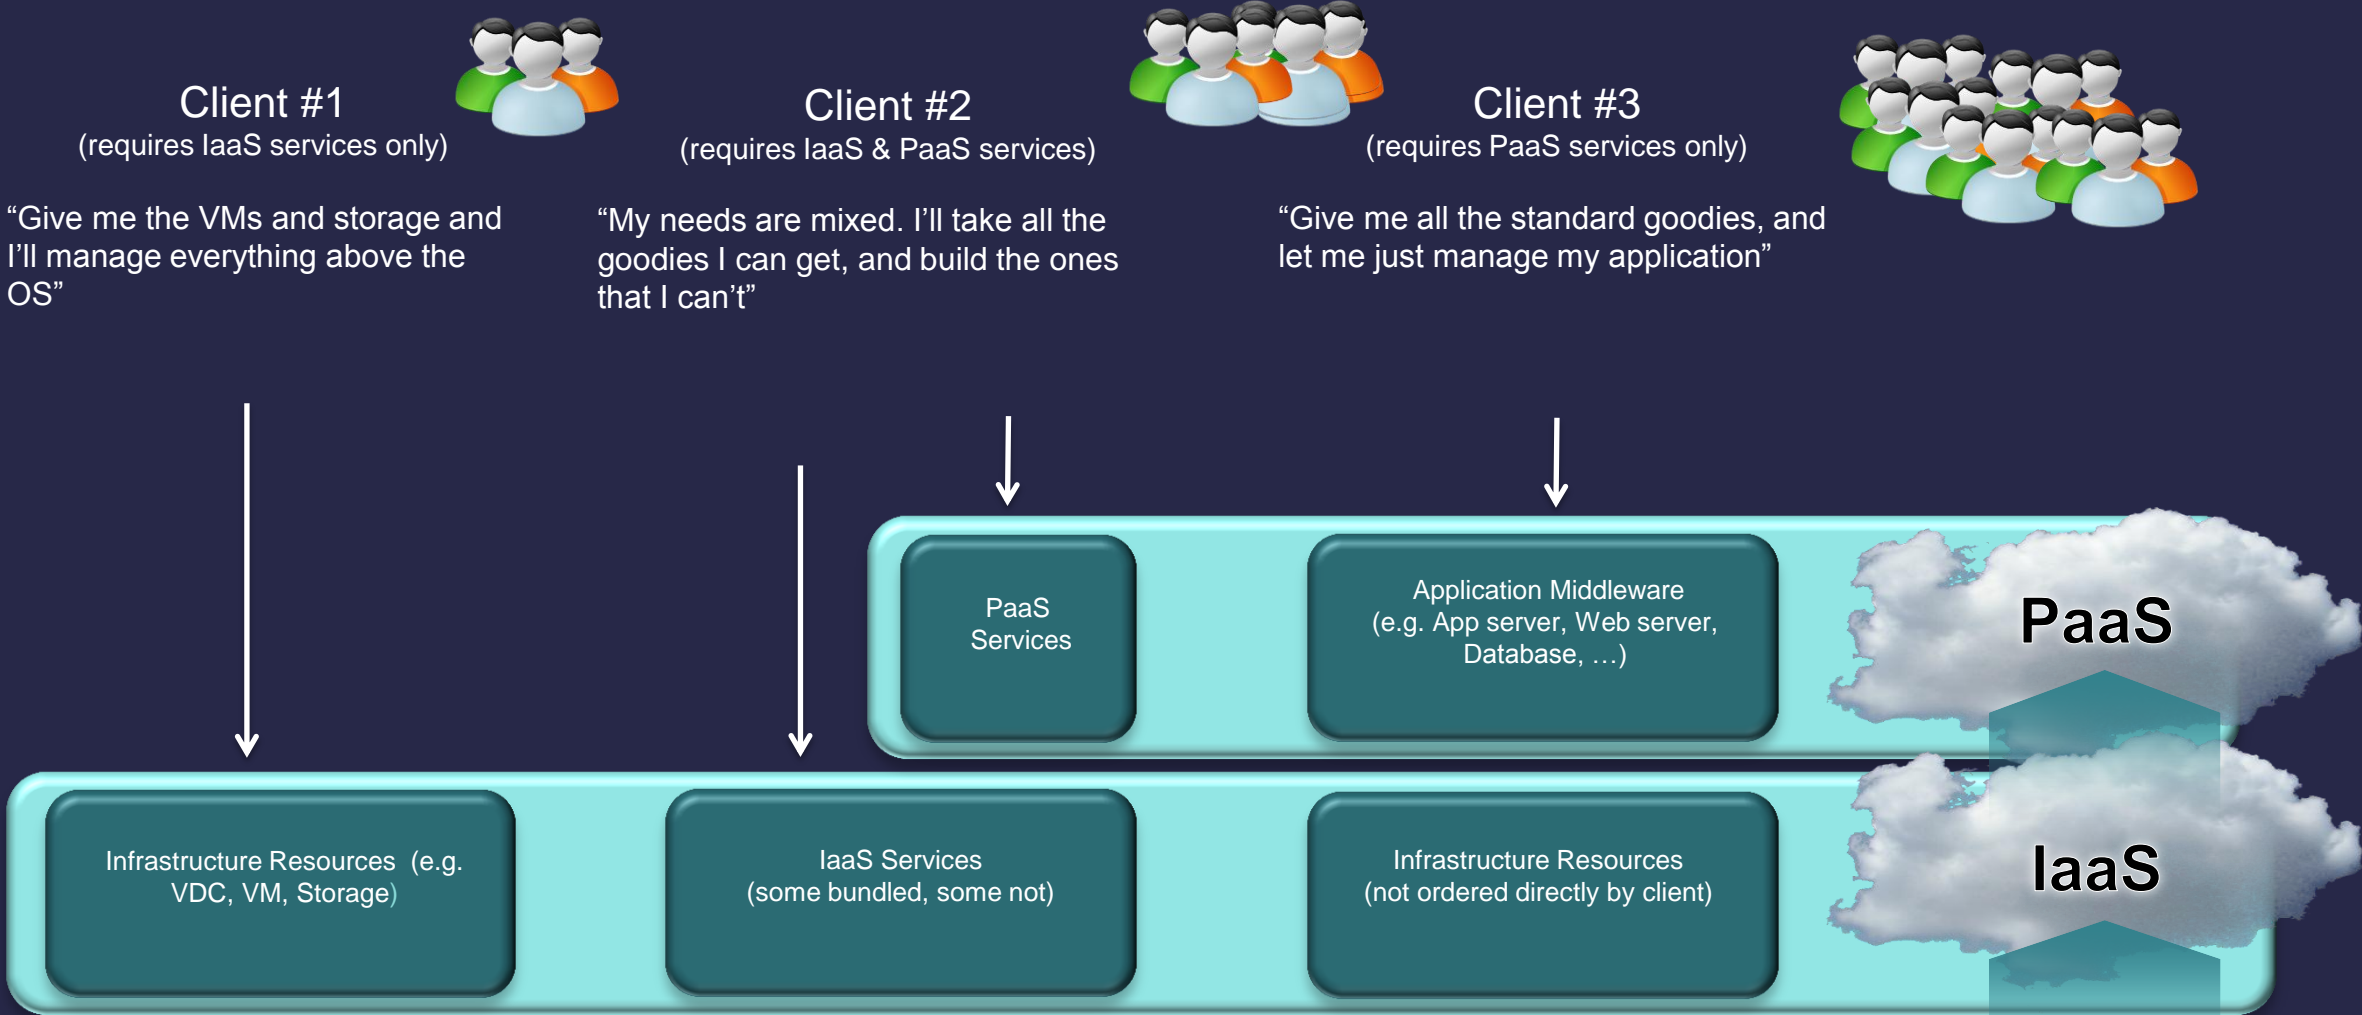 Client #1
(requires IaaS services only)
“Give me the VMs and storage and
I’ll manage everything above the
OS”
Client #2
(requires IaaS & PaaS services)
“My needs are mixed. I’ll take all the
goodies I can get, and build the ones
that I can’t”
Client #3
(requires PaaS services only)
“Give me all the standard goodies, and
let me just manage my application”
PaaS
Services
Application Middleware
(e.g. App server, Web server,
Database, …)
PaaS
Infrastructure Resources (e.g.
VDC, VM, Storage)
IaaS Services
(some bundled, some not)
Infrastructure Resources
(not ordered directly by client)
IaaS